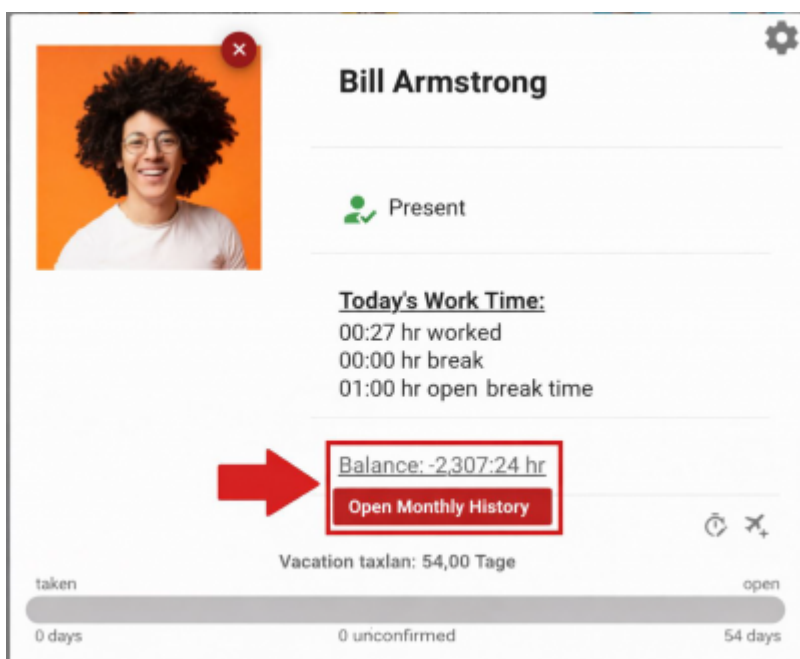 Bill Armstrong
Present
Today's Work Time:
00:27 hr worked
00:00 hr break
01:00 hr open break time
Balance: -2,307:24 hr
Open Monthly History
Vacation taxlan: 54,00 Tage
taken open
0 days 0 unconfirmed 54 days